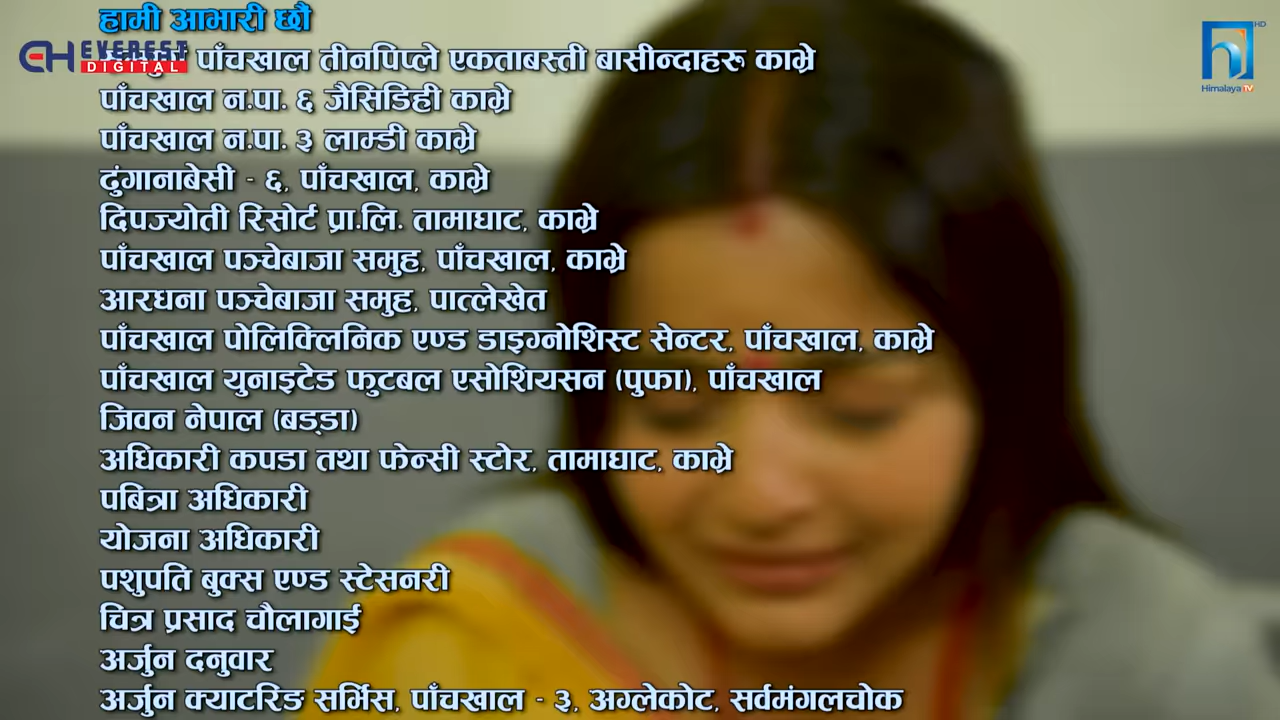 हामी आभारी छौं
EVEREST
DIGITAL
HD
Himalaya TV
पाँचखाल तीनपिप्ले एकताबस्ती बासीन्दाहरु काभ्रे
पाँचखाल न.पा. ६ जैसिडिही काभ्रे
पाँचखाल न.पा. ३ लाम्डी काभ्रे
ढुंगानाबेसी - ६, पाँचखाल, काभ्रे
दिपज्योती रिसोर्ट प्रा.लि. तामाघाट, काभ्रे
पाँचखाल पञ्चेबाजा समुह, पाँचखाल, काभ्रे
आरधना पञ्चेबाजा समुह, पात्लेखेत
पाँचखाल पोलिक्लिनिक एण्ड डाइग्नोशिस्ट सेन्टर, पाँचखाल, काभ्रे
पाँचखाल युनाइटेड फुटबल एसोशियसन (पुफा), पाँचखाल
जिवन नेपाल (बड्डा)
अधिकारी कपडा तथा फेन्सी स्टोर, तामाघाट, काभ्रे
पबित्रा अधिकारी
योजना अधिकारी
पशुपति बुक्स एण्ड स्टेसनरी
चित्र प्रसाद चौलागाई
अर्जुन दनुवार
अर्जुन क्याटरिङ सर्भिस, पाँचखाल - ३, अग्लेकोट, सर्वमंगलचोक